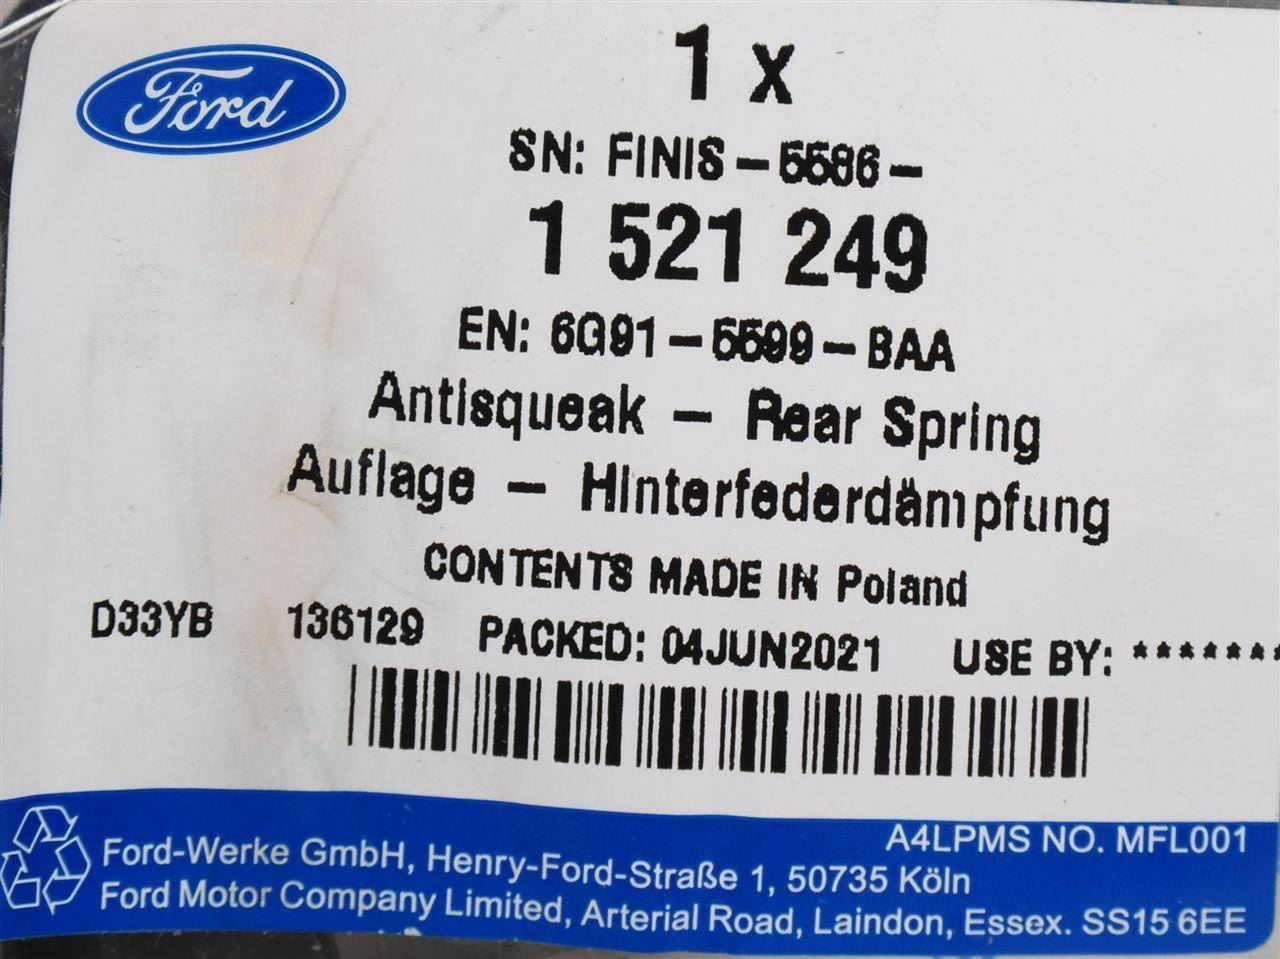 Ford
1 x
SN: FINIS-5586-
1 521 249
EN: 6G91-5599-BAA
Antisqueak - Rear Spring
Auflage - Hinterfederdämpfung
CONTENTS MADE IN Poland
D33YB 136129 PACKED: 04JUN2021 USE BY: *******
A4LPMS NO. MFL001
Ford-Werke GmbH, Henry-Ford-Straße 1, 50735 Köln
Ford Motor Company Limited, Arterial Road, Laindon, Essex. SS15 6EE